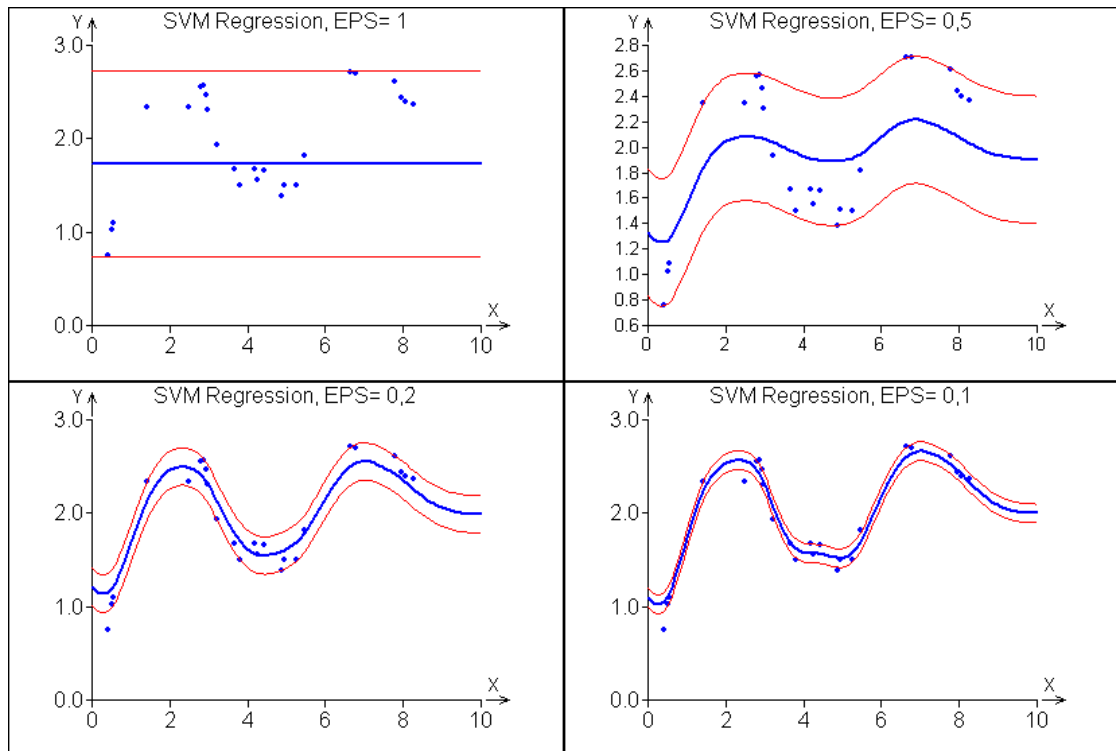 SVM Regression, EPS= 1
Y
3.0
2.0
1.0
0.0
X
0 2 4 6 8 10
SVM Regression, EPS= 0,5
Y
2.8
2.6
2.4
2.2
2.0
1.8
1.6
1.4
1.2
1.0
0.8
0.6
X
0 2 4 6 8 10
SVM Regression, EPS= 0,2
Y
3.0
2.0
1.0
0.0
X
0 2 4 6 8 10
SVM Regression, EPS= 0,1
Y
3.0
2.0
1.0
0.0
X
0 2 4 6 8 10